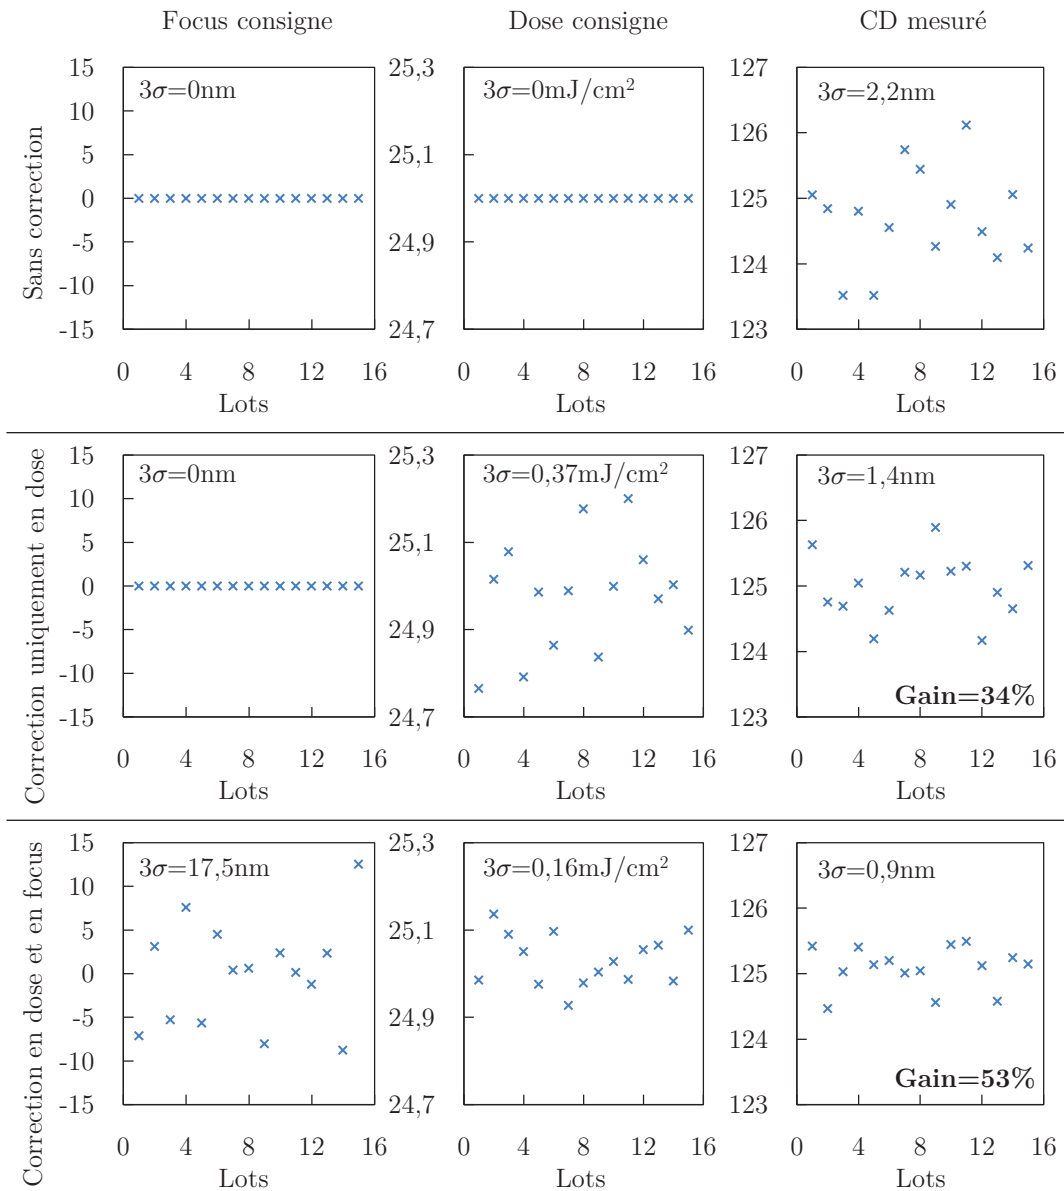 Focus consigne
Dose consigne
CD mesuré
Sans correction
15
10
5
0
-5
-10
-15
3σ=0nm
0 4 8 12 16
Lots
25,3
25,1
24,9
24,7
3σ=0mJ/cm²
0 4 8 12 16
Lots
127
126
125
124
123
3σ=2,2nm
0 4 8 12 16
Lots
Correction uniquement en dose
15
10
5
0
-5
-10
-15
3σ=0nm
0 4 8 12 16
Lots
25,3
25,1
24,9
24,7
3σ=0,37mJ/cm²
0 4 8 12 16
Lots
127
126
125
124
123
3σ=1,4nm
Gain=34%
0 4 8 12 16
Lots
Correction en dose et en focus
15
10
5
0
-5
-10
-15
3σ=17,5nm
0 4 8 12 16
Lots
25,3
25,1
24,9
24,7
3σ=0,16mJ/cm²
0 4 8 12 16
Lots
127
126
125
124
123
3σ=0,9nm
Gain=53%
0 4 8 12 16
Lots